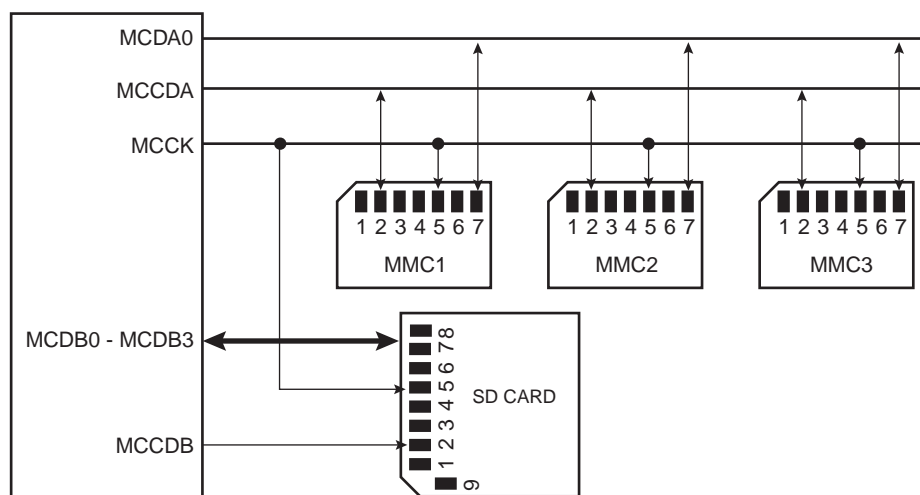 MCDA0
MCCDA
MCCK
1 2 3 4 5 6 7
MMC1
1 2 3 4 5 6 7
MMC2
1 2 3 4 5 6 7
MMC3
MCDB0 - MCDB3
MCCDB
1 2 3 4 5 6 7 8
9
SD CARD